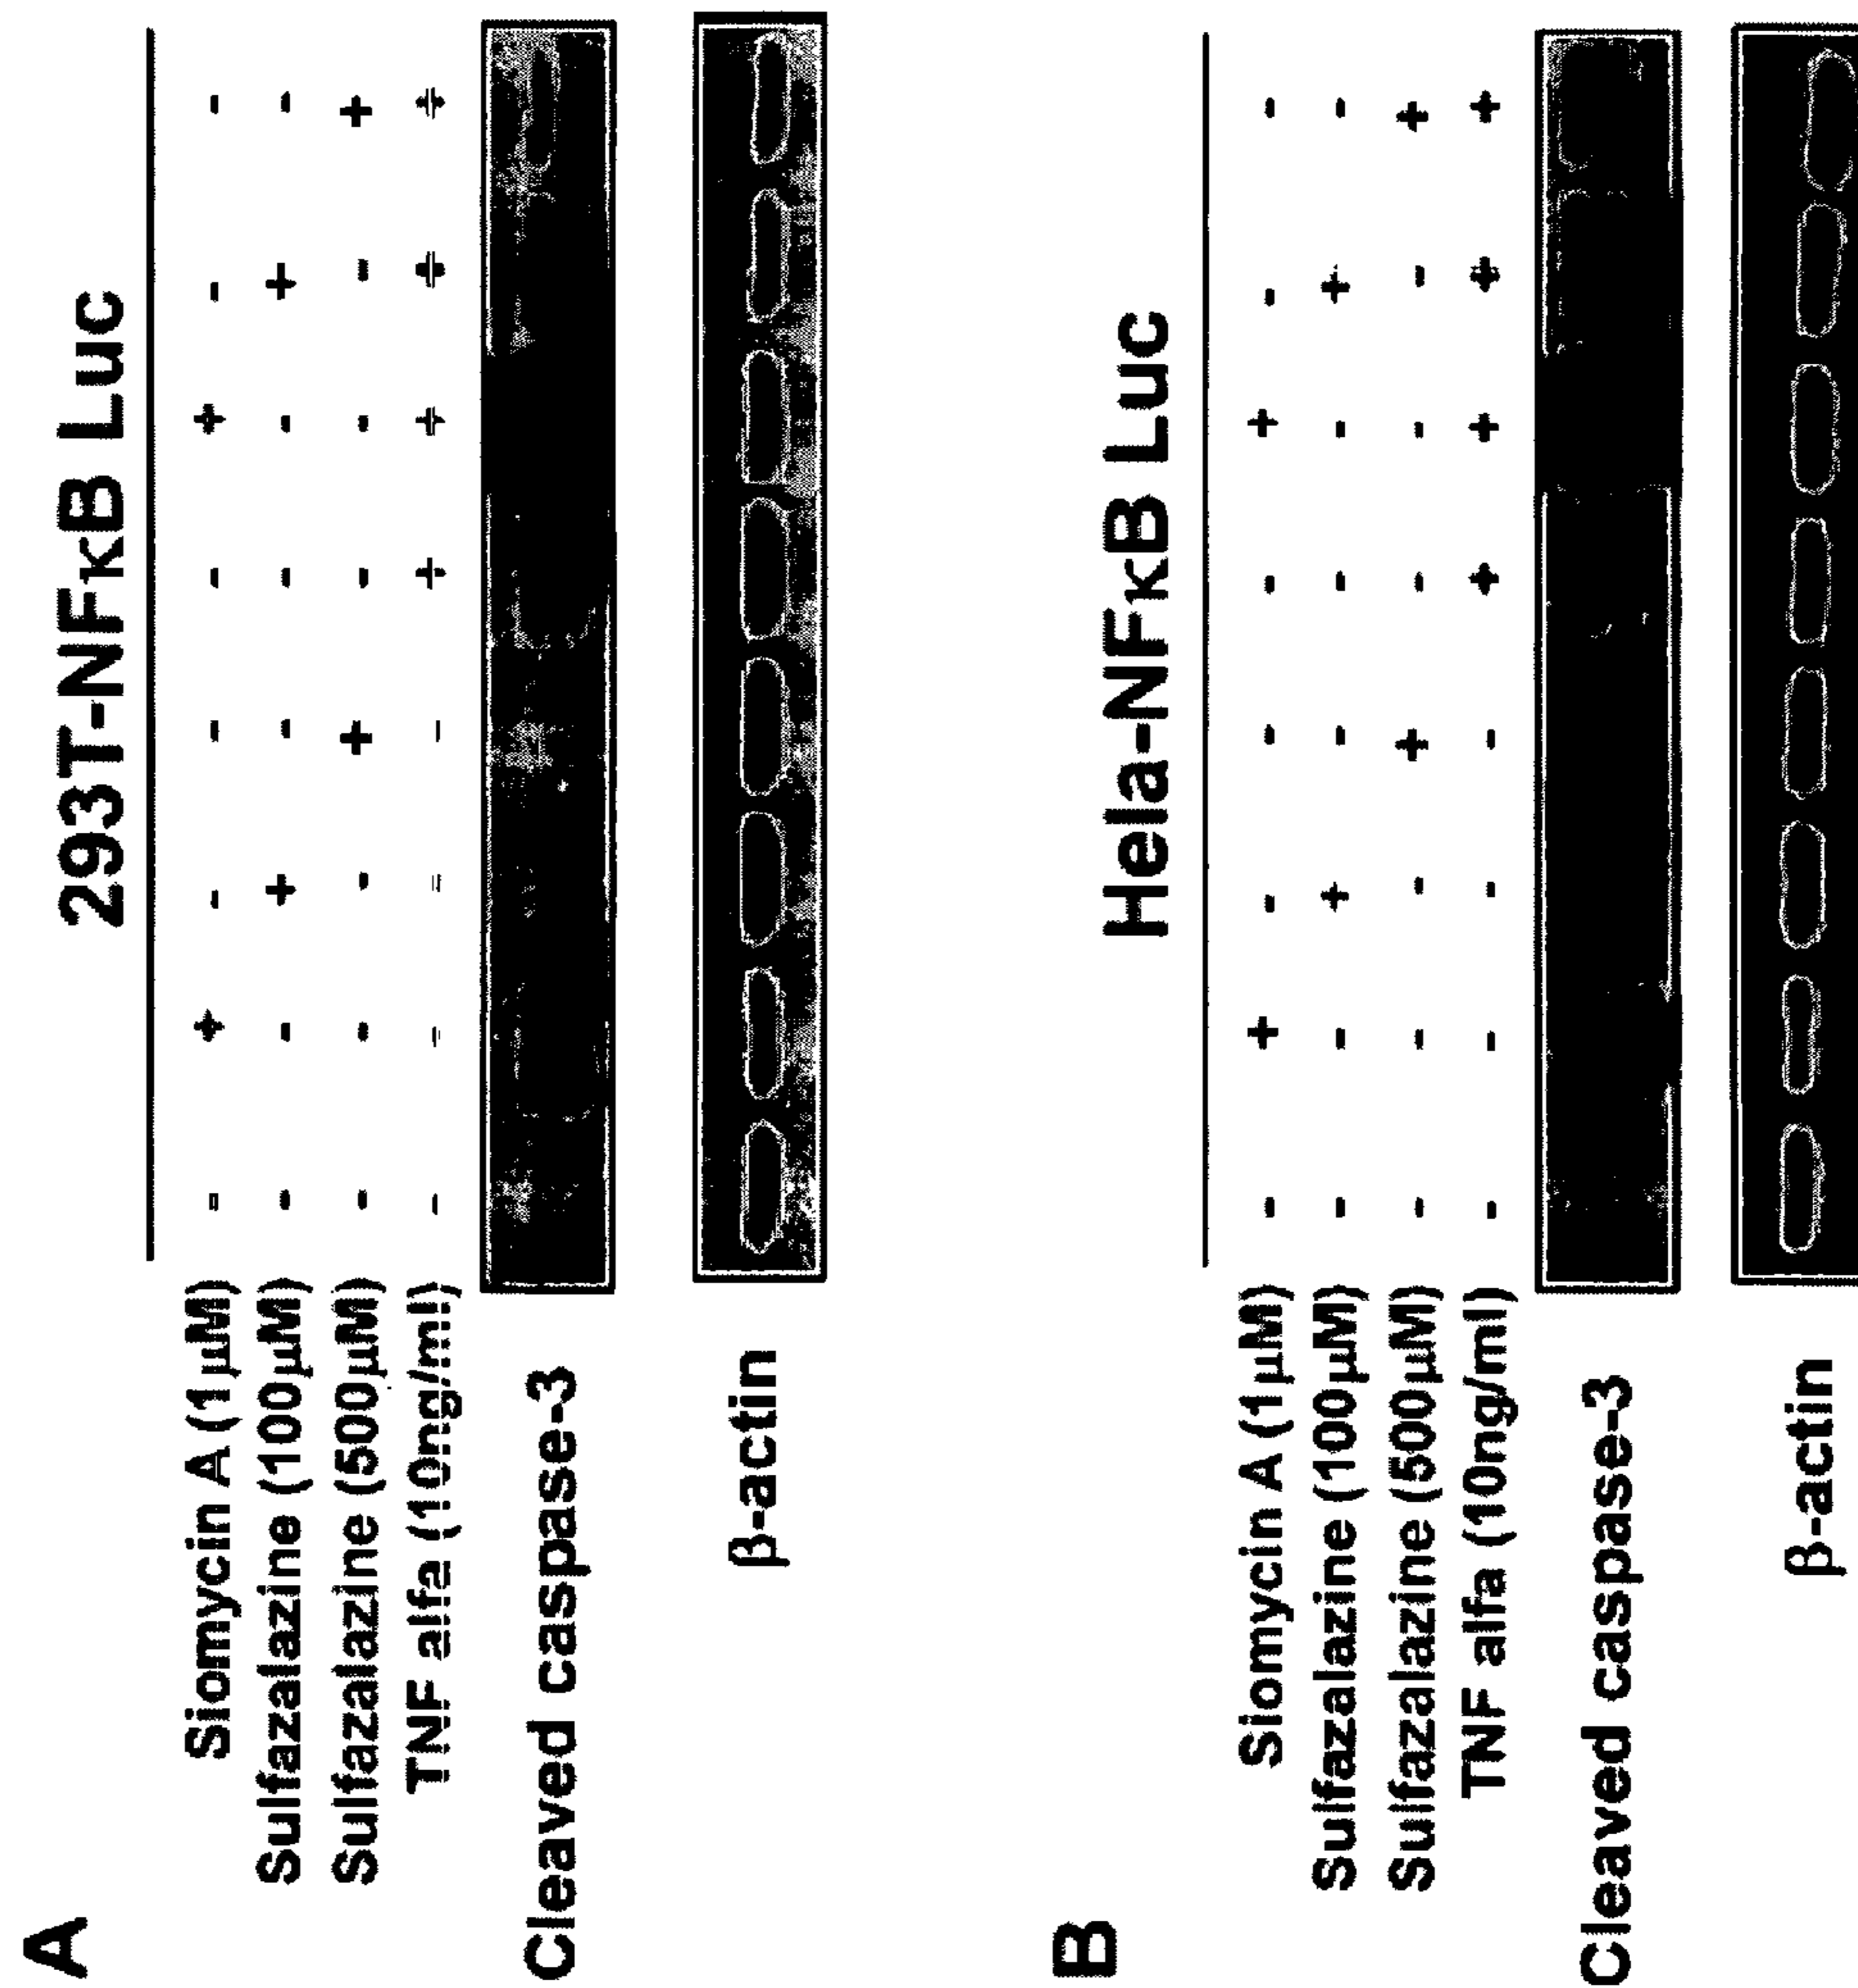 A
293T-NFκB Luc
Siomycin A (1μM) - + - - - + - -
Sulfazalazine (100μM) - - + - - - + -
Sulfazalazine (500μM) - - - + - - - +
TNF alfa (10ng/ml) - - - - + + + +
Cleaved caspase-3
β-actin
B
Hela-NFκB Luc
Siomycin A (1μM) - + - - - + - -
Sulfazalazine (100μM) - - + - - - + -
Sulfazalazine (500μM) - - - + - - - +
TNF alfa (10ng/ml) - - - - + + + +
Cleaved caspase-3
β-actin